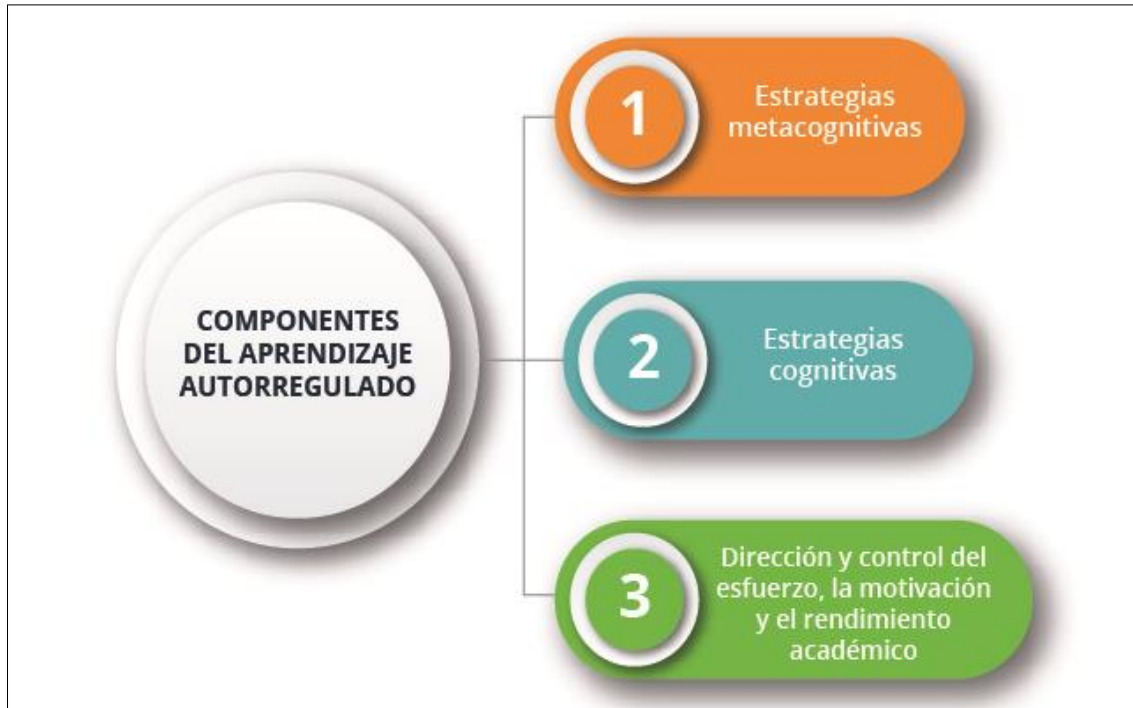 COMPONENTES
DEL APRENDIZAJE
AUTORREGULADO
1
Estrategias
metacognitivas
2
Estrategias
cognitivas
3
Dirección y control del
esfuerzo, la motivación
y el rendimiento
académico